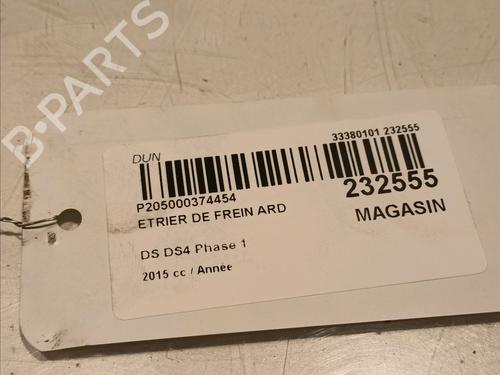 B-PARTS
DUN
33380101 232555
P205000374454
232555
ETRIER DE FREIN ARD
MAGASIN
DS DS4 Phase 1
2015 cc / Année